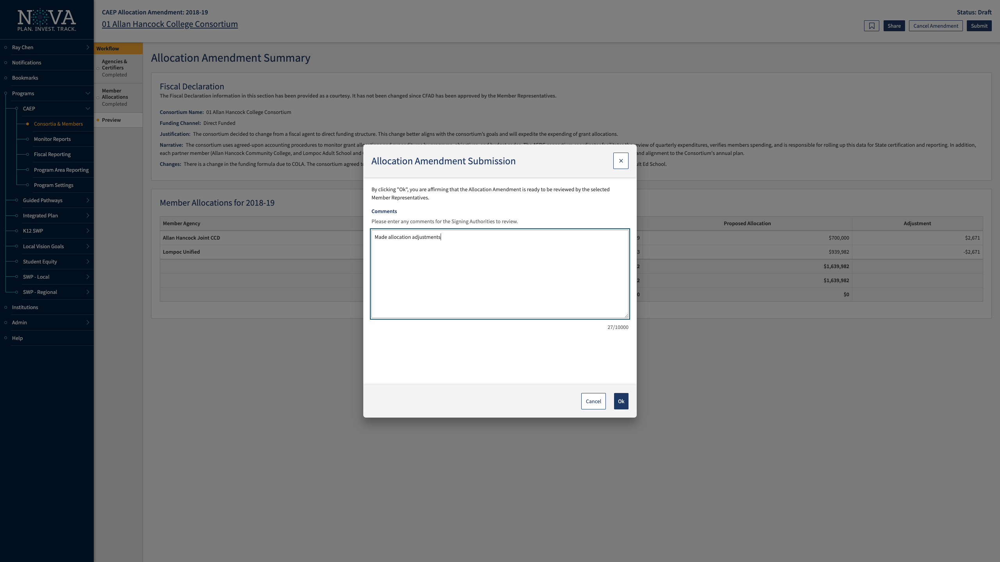 NOVA
PLAN. INVEST. TRACK.
Ray Chen
Notifications
Bookmarks
Programs
CAEP
Consortia & Members
Monitor Reports
Fiscal Reporting
Program Area Reporting
Program Settings
Guided Pathways
Integrated Plan
K12 SWP
Local Vision Goals
Student Equity
SWP - Local
SWP - Regional
Institutions
Admin
Help
CAEP Allocation Amendment: 2018-19
01 Allan Hancock College Consortium
Status: Draft
Share
Cancel Amendment
Submit
Workflow
Agencies &
Certifiers
Completed
Member
Allocations
Completed
Preview
Allocation Amendment Summary
Fiscal Declaration
The Fiscal Declaration information in this section has been provided as a courtesy. It has not been changed since CFAD has been approved by the Member Representatives.
Consortium Name: 01 Allan Hancock College Consortium
Funding Channel: Direct Funded
Justification: The consortium decided to change from a fiscal agent to direct funding structure. This change better aligns with the consortium's goals and will expedite the expending of grant allocations.
Narrative: The consortium uses agreed-upon accounting procedures to monitor grant review of quarterly expenditures, verifies members spending, and is responsible for rolling up this data for State certification and reporting. In addition,
each partner member (Allan Hancock Community College, and Lompoc Adult School and and alignment to the Consortium's annual plan.
Changes: There is a change in the funding formula due to COLA. The consortium agreed to Ed School.
Member Allocations for 2018-19
Member Agency Proposed Allocation Adjustment
Allan Hancock Joint CCD 9 $700,000 $2,671
Lompoc Unified 3 $939,982 -$2,671
2 $1,639,982
2 $1,639,982
0 $0
Allocation Amendment Submission
×
By clicking "Ok", you are affirming that the Allocation Amendment is ready to be reviewed by the selected
Member Representatives.
Comments
Please enter any comments for the Signing Authorities to review.
Made allocation adjustments
27/10000
Cancel
Ok